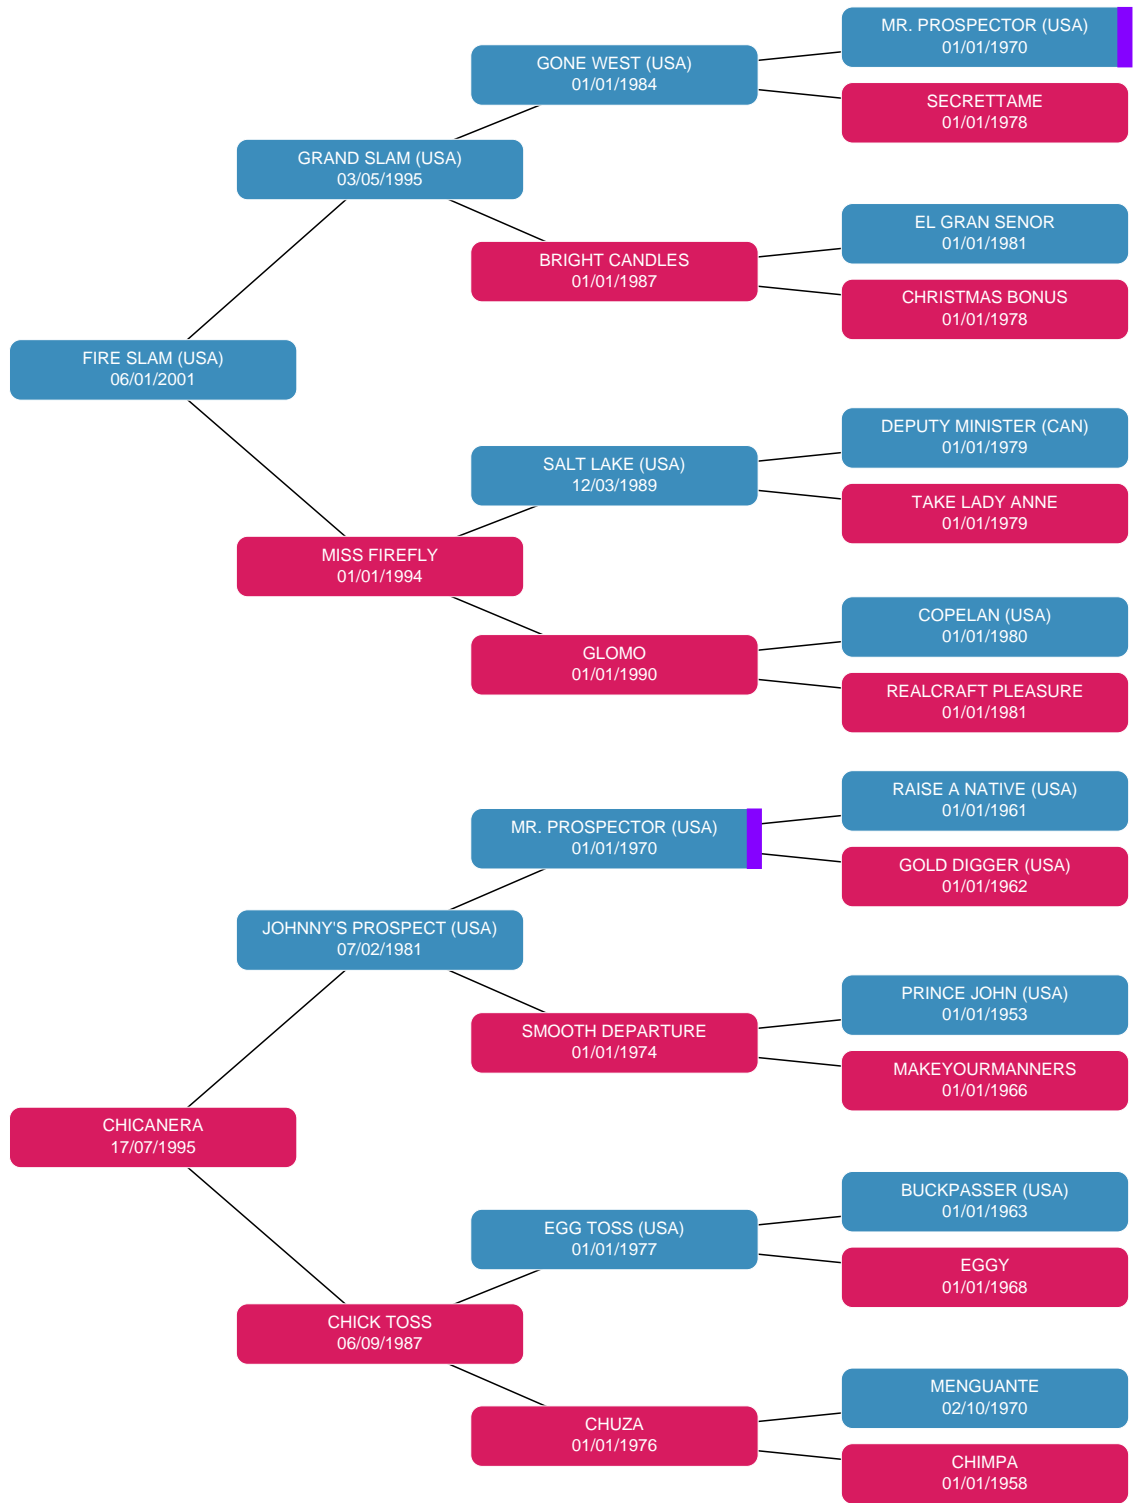 MR. PROSPECTOR (USA)
01/01/1970
GONE WEST (USA)
01/01/1984
SECRETTAME
01/01/1978
GRAND SLAM (USA)
03/05/1995
EL GRAN SENOR
01/01/1981
BRIGHT CANDLES
01/01/1987
CHRISTMAS BONUS
01/01/1978
FIRE SLAM (USA)
06/01/2001
DEPUTY MINISTER (CAN)
01/01/1979
SALT LAKE (USA)
12/03/1989
TAKE LADY ANNE
01/01/1979
MISS FIREFLY
01/01/1994
COPELAN (USA)
01/01/1980
GLOMO
01/01/1990
REALCRAFT PLEASURE
01/01/1981
RAISE A NATIVE (USA)
01/01/1961
MR. PROSPECTOR (USA)
01/01/1970
GOLD DIGGER (USA)
01/01/1962
JOHNNY'S PROSPECT (USA)
07/02/1981
PRINCE JOHN (USA)
01/01/1953
SMOOTH DEPARTURE
01/01/1974
MAKEYOURMANNERS
01/01/1966
CHICANERA
17/07/1995
BUCKPASSER (USA)
01/01/1963
EGG TOSS (USA)
01/01/1977
EGGY
01/01/1968
CHICK TOSS
06/09/1987
MENGUANTE
02/10/1970
CHUZA
01/01/1976
CHIMPA
01/01/1958